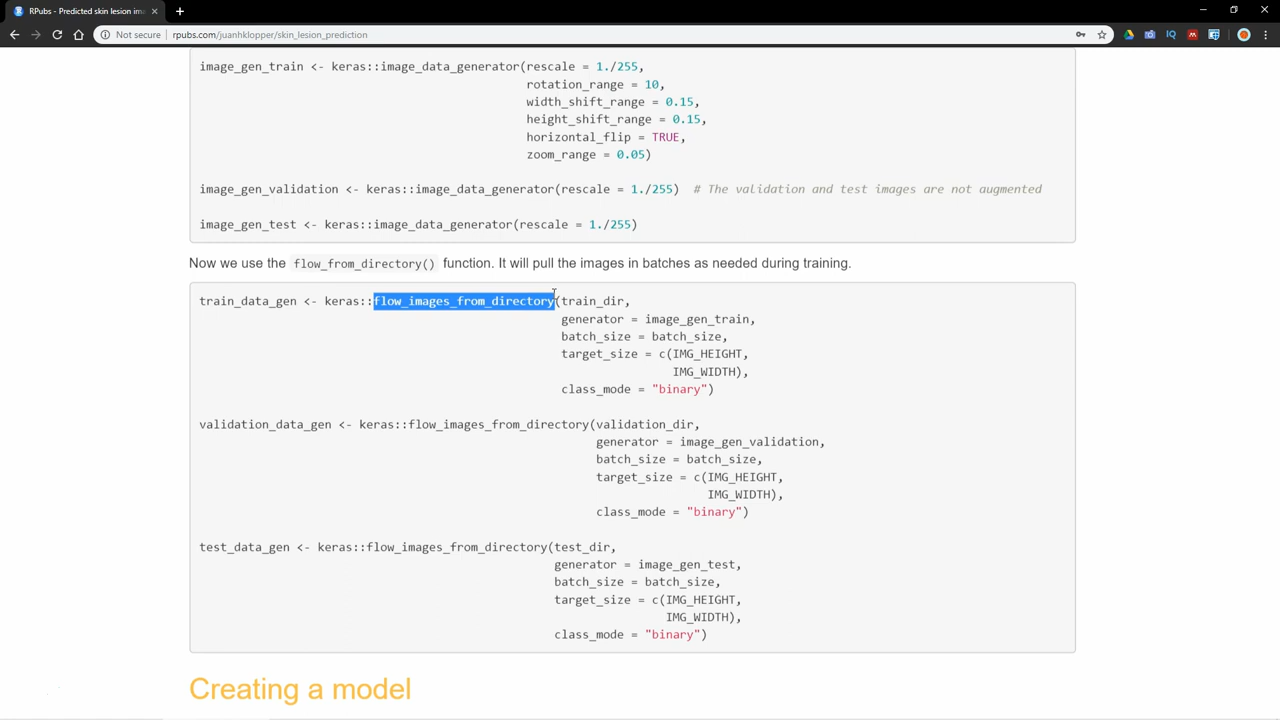 RPubs - Predicted skin lesion im
Not secure | rpubs.com/juanhklopper/skin_lesion_prediction
image_gen_train <- keras::image_data_generator(rescale = 1./255,
rotation_range = 10,
width_shift_range = 0.15,
height_shift_range = 0.15,
horizontal_flip = TRUE,
zoom_range = 0.05)
image_gen_validation <- keras::image_data_generator(rescale = 1./255)  # The validation and test images are not augmented
image_gen_test <- keras::image_data_generator(rescale = 1./255)
Now we use the flow_from_directory() function. It will pull the images in batches as needed during training.
train_data_gen <- keras::flow_images_from_directory(train_dir,
generator = image_gen_train,
batch_size = batch_size,
target_size = c(IMG_HEIGHT,
IMG_WIDTH),
class_mode = "binary")
validation_data_gen <- keras::flow_images_from_directory(validation_dir,
generator = image_gen_validation,
batch_size = batch_size,
target_size = c(IMG_HEIGHT,
IMG_WIDTH),
class_mode = "binary")
test_data_gen <- keras::flow_images_from_directory(test_dir,
generator = image_gen_test,
batch_size = batch_size,
target_size = c(IMG_HEIGHT,
IMG_WIDTH),
class_mode = "binary")
Creating a model